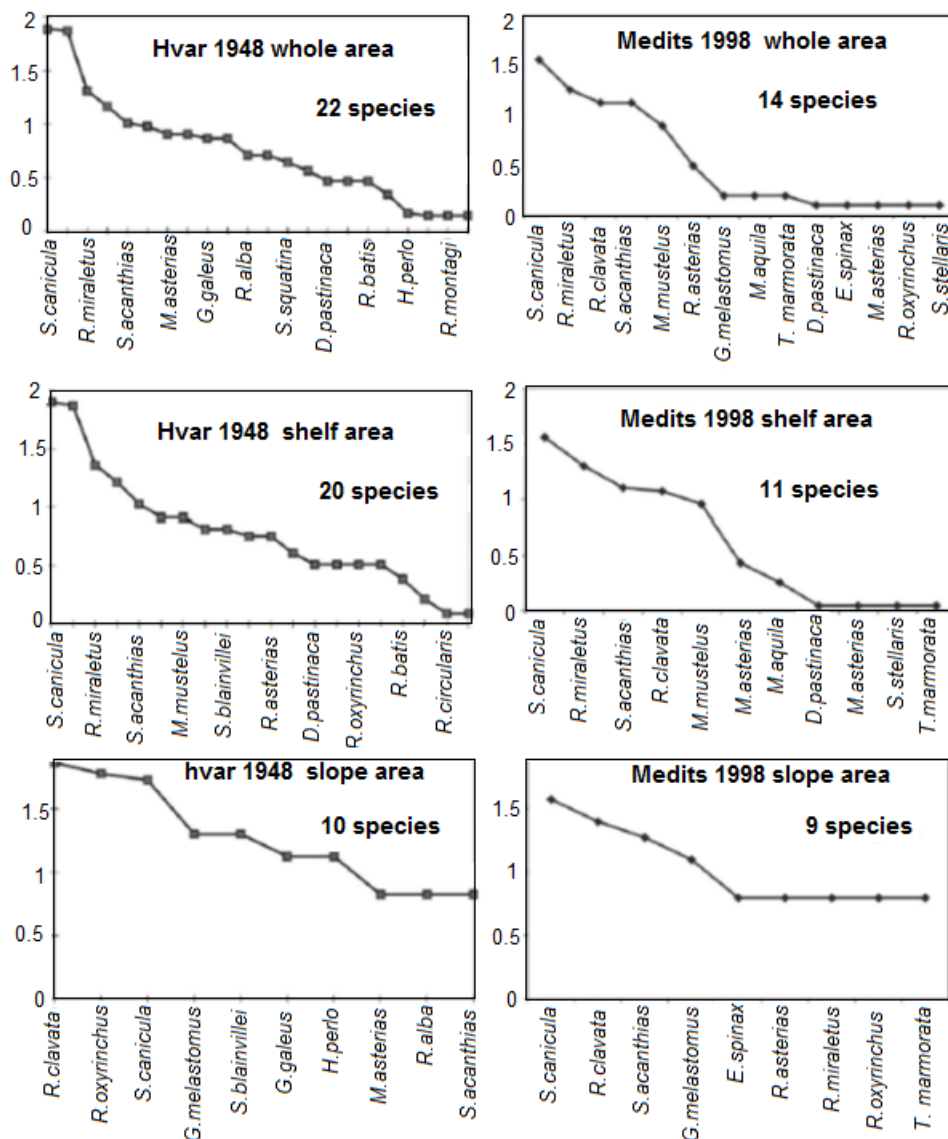 Hvar 1948 whole area
22 species
2
1.5
1
0.5
0
S.canicula
R.miraletus
S.acanthias
M.asterias
G.galeus
R.alba
S.squatina
D.pastinaca
R.batis
H.perlo
R.montagi
Medits 1998 whole area
14 species
2
1.5
1
0.5
0
S.canicula
R.miraletus
R.clavata
S.acanthias
M.mustelus
R.asterias
G.melastomus
M.aquila
T. marmorata
D.pastinaca
E.spinax
M.asterias
R.oxyrinchus
S.stellaris
Hvar 1948 shelf area
20 species
2
1.5
1
0.5
0
S.canicula
R.miraletus
S.acanthias
M.mustelus
S.blainvillei
R.asterias
D.pastinaca
R.oxyrinchus
R.batis
R.circularis
Medits 1998 shelf area
11 species
2
1.5
1
0.5
0
S.canicula
R.miraletus
S.acanthias
R.clavata
M.mustelus
M.asterias
M.aquila
D.pastinaca
M.asterias
S.stellaris
T.marmorata
hvar 1948 slope area
10 species
1.5
1
0.5
0
R.clavata
R.oxyrinchus
S.canicula
G.melastomus
S.blainvillei
G.galeus
H.perlo
M.asterias
R.alba
S.acanthias
Medits 1998 slope area
9 species
1.5
1
0.5
0
S.canicula
R.clavata
S.acanthias
G.melastomus
E.spinax
R.asterias
R.miraletus
R.oxyrinchus
T. marmorata